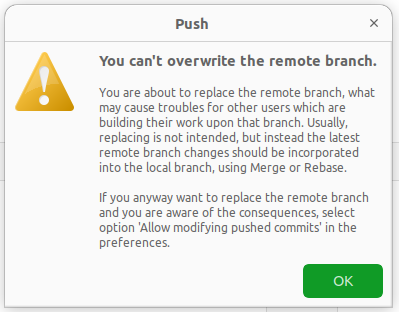 Push
You can't overwrite the remote branch.
You are about to replace the remote branch, what
may cause troubles for other users which are
building their work upon that branch. Usually,
replacing is not intended, but instead the latest
remote branch changes should be incorporated
into the local branch, using Merge or Rebase.
If you anyway want to replace the remote branch
and you are aware of the consequences, select
option 'Allow modifying pushed commits' in the
preferences.
OK